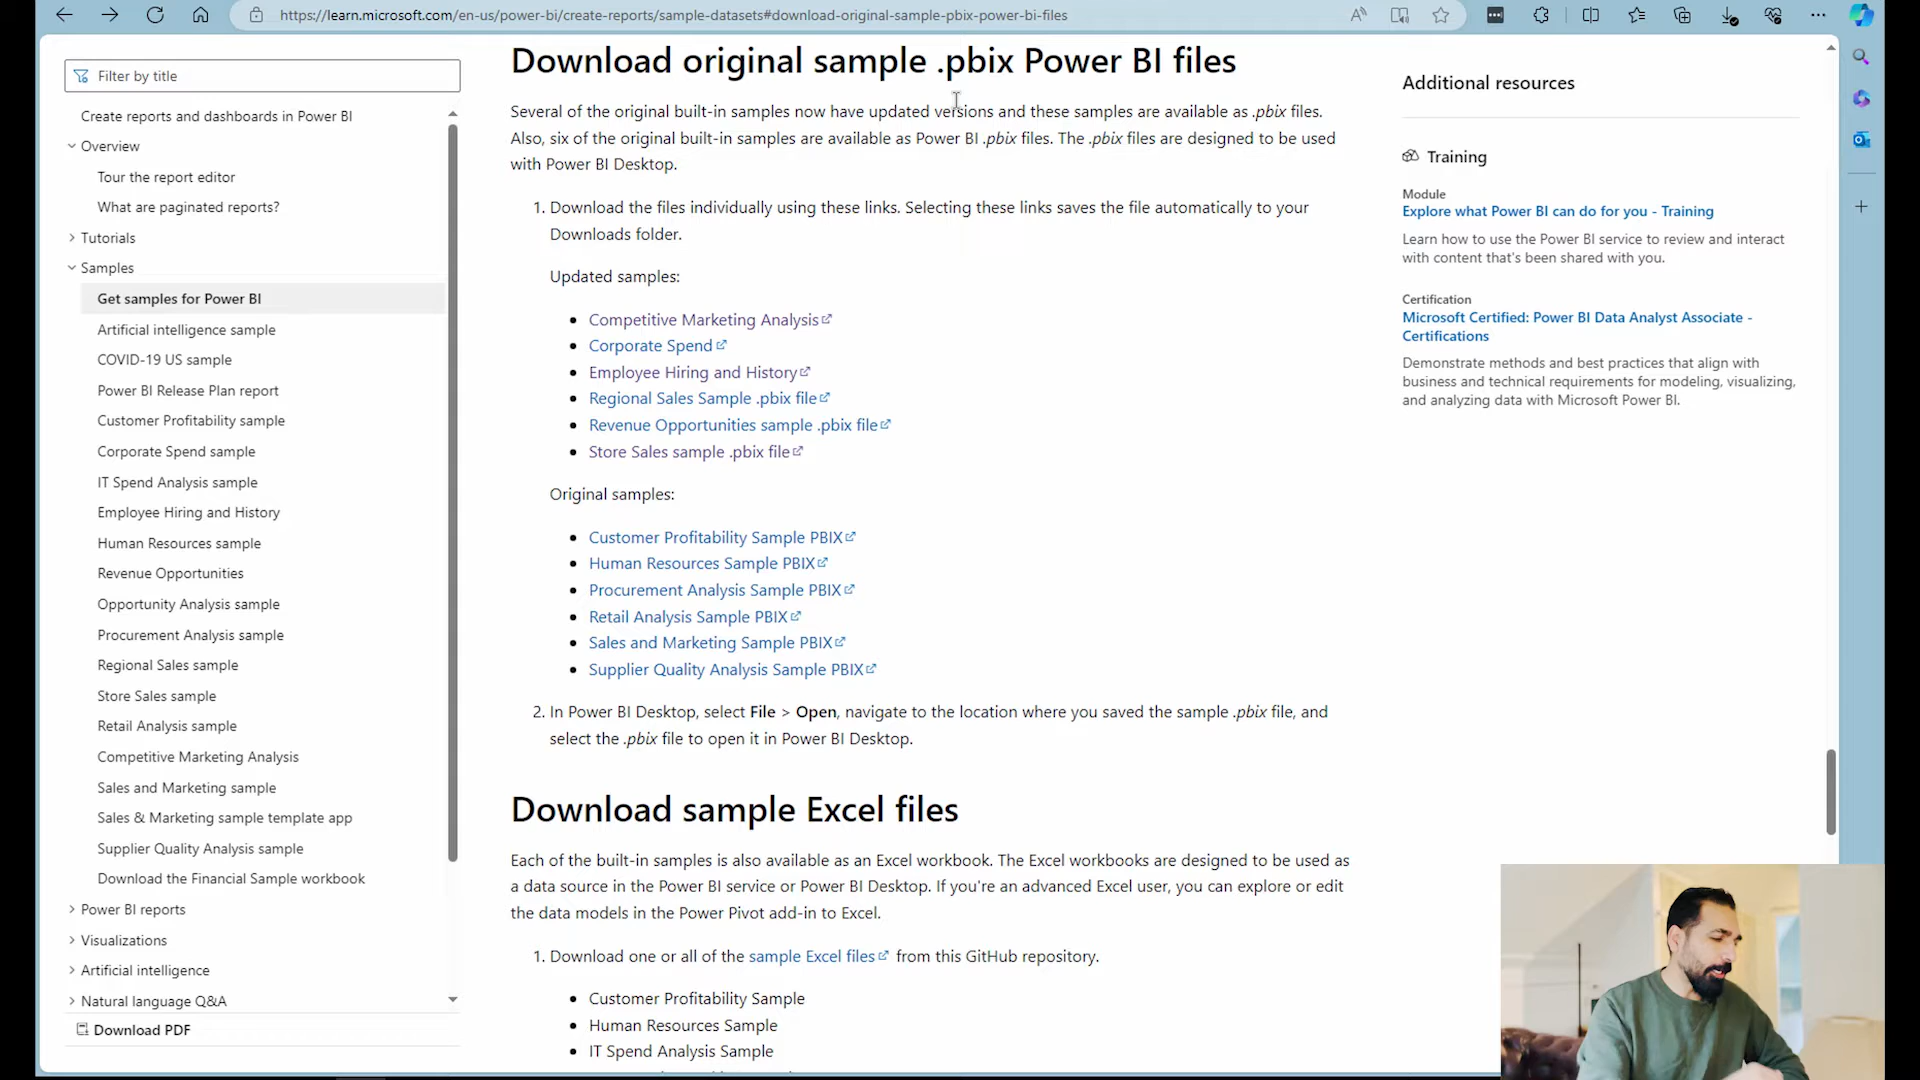 https://learn.microsoft.com/en-us/power-bi/create-reports/sample-datasets#download-original-sample-pbix-power-bi-files
Filter by title
Create reports and dashboards in Power BI
Overview
Tour the report editor
What are paginated reports?
Tutorials
Samples
Get samples for Power BI
Artificial intelligence sample
COVID-19 US sample
Power BI Release Plan report
Customer Profitability sample
Corporate Spend sample
IT Spend Analysis sample
Employee Hiring and History
Human Resources sample
Revenue Opportunities
Opportunity Analysis sample
Procurement Analysis sample
Regional Sales sample
Store Sales sample
Retail Analysis sample
Competitive Marketing Analysis
Sales and Marketing sample
Sales & Marketing sample template app
Supplier Quality Analysis sample
Download the Financial Sample workbook
Power BI reports
Visualizations
Artificial intelligence
Natural language Q&A
Download PDF
Download original sample .pbix Power BI files
Several of the original built-in samples now have updated versions and these samples are available as .pbix files.
Also, six of the original built-in samples are available as Power BI .pbix files. The .pbix files are designed to be used
with Power BI Desktop.
1. Download the files individually using these links. Selecting these links saves the file automatically to your
Downloads folder.
Updated samples:
• Competitive Marketing Analysis
• Corporate Spend
• Employee Hiring and History
• Regional Sales Sample .pbix file
• Revenue Opportunities sample .pbix file
• Store Sales sample .pbix file
Original samples:
• Customer Profitability Sample PBIX
• Human Resources Sample PBIX
• Procurement Analysis Sample PBIX
• Retail Analysis Sample PBIX
• Sales and Marketing Sample PBIX
• Supplier Quality Analysis Sample PBIX
2. In Power BI Desktop, select File > Open, navigate to the location where you saved the sample .pbix file, and
select the .pbix file to open it in Power BI Desktop.
Download sample Excel files
Each of the built-in samples is also available as an Excel workbook. The Excel workbooks are designed to be used as
a data source in the Power BI service or Power BI Desktop. If you're an advanced Excel user, you can explore or edit
the data models in the Power Pivot add-in to Excel.
1. Download one or all of the sample Excel files from this GitHub repository.
• Customer Profitability Sample
• Human Resources Sample
• IT Spend Analysis Sample
Additional resources
Training
Module
Explore what Power BI can do for you - Training
Learn how to use the Power BI service to review and interact
with content that's been shared with you.
Certification
Microsoft Certified: Power BI Data Analyst Associate -
Certifications
Demonstrate methods and best practices that align with
business and technical requirements for modeling, visualizing,
and analyzing data with Microsoft Power BI.